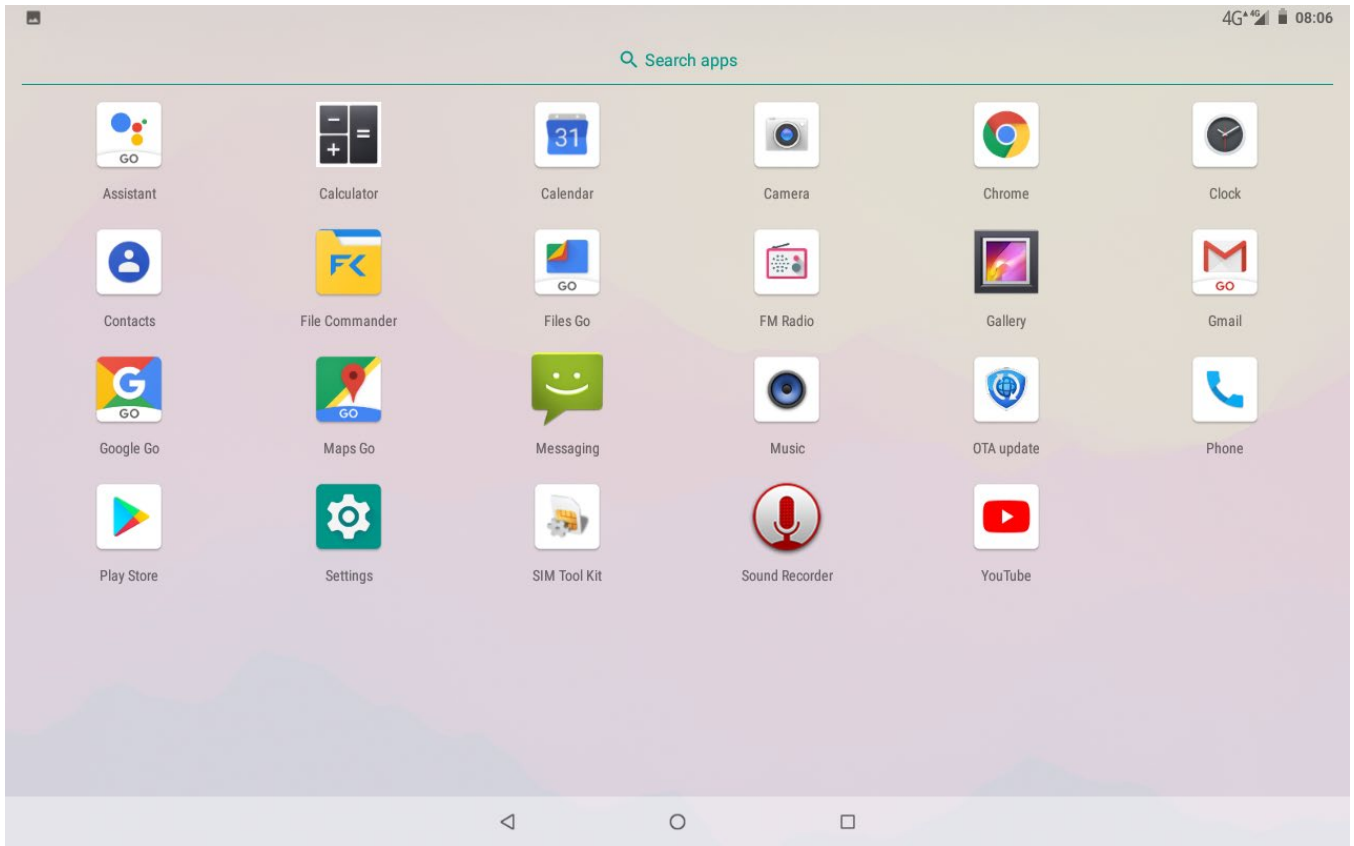 4G 4G 08:06
Search apps
GO 31
Assistant Calculator Calendar Camera Chrome Clock
GO GO
Contacts File Commander Files Go FM Radio Gallery Gmail
G
GO GO
Google Go Maps Go Messaging Music OTA update Phone
Play Store Settings SIM Tool Kit Sound Recorder YouTube